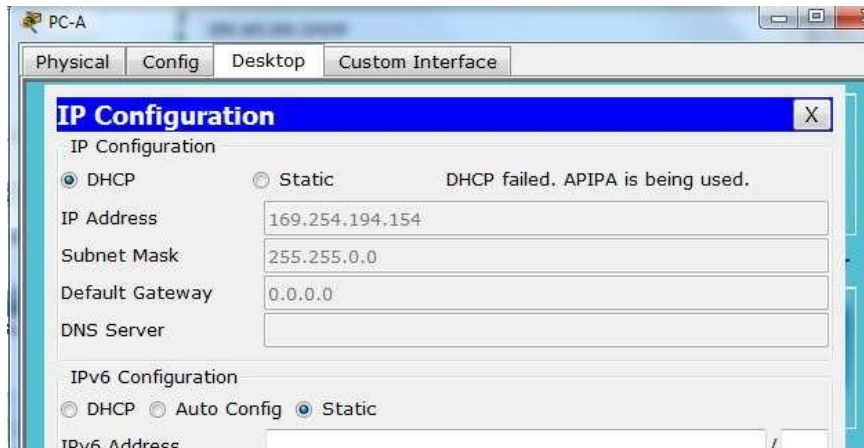 PC-A
Physical Config Desktop Custom Interface
IP Configuration X
IP Configuration
DHCP Static DHCP failed. APIPA is being used.
IP Address 169.254.194.154
Subnet Mask 255.255.0.0
Default Gateway 0.0.0.0
DNS Server
IPv6 Configuration
DHCP Auto Config Static
IPv6 Address /